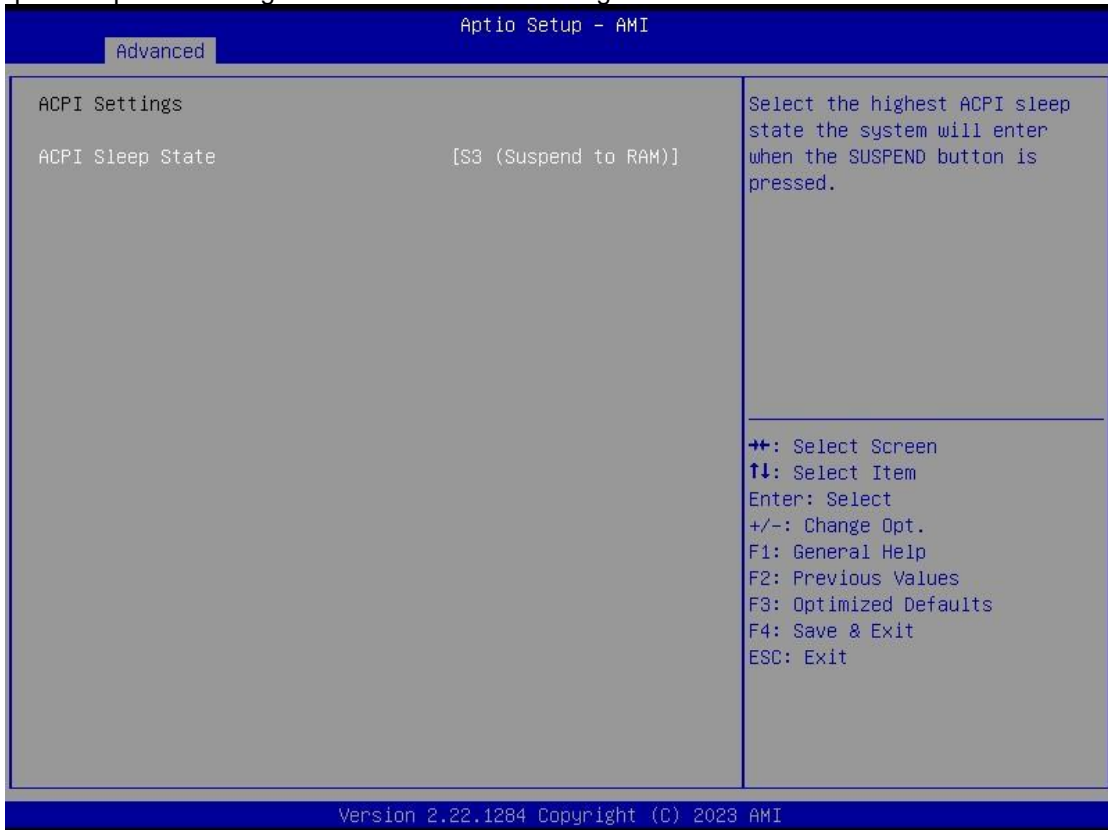 Aptio Setup - AMI
Advanced
ACPI Settings
ACPI Sleep State [S3 (Suspend to RAM)]
Select the highest ACPI sleep
state the system will enter
when the SUSPEND button is
pressed.
→←: Select Screen
↑↓: Select Item
Enter: Select
+/-: Change Opt.
F1: General Help
F2: Previous Values
F3: Optimized Defaults
F4: Save & Exit
ESC: Exit
Version 2.22.1284 Copyright (C) 2023 AMI